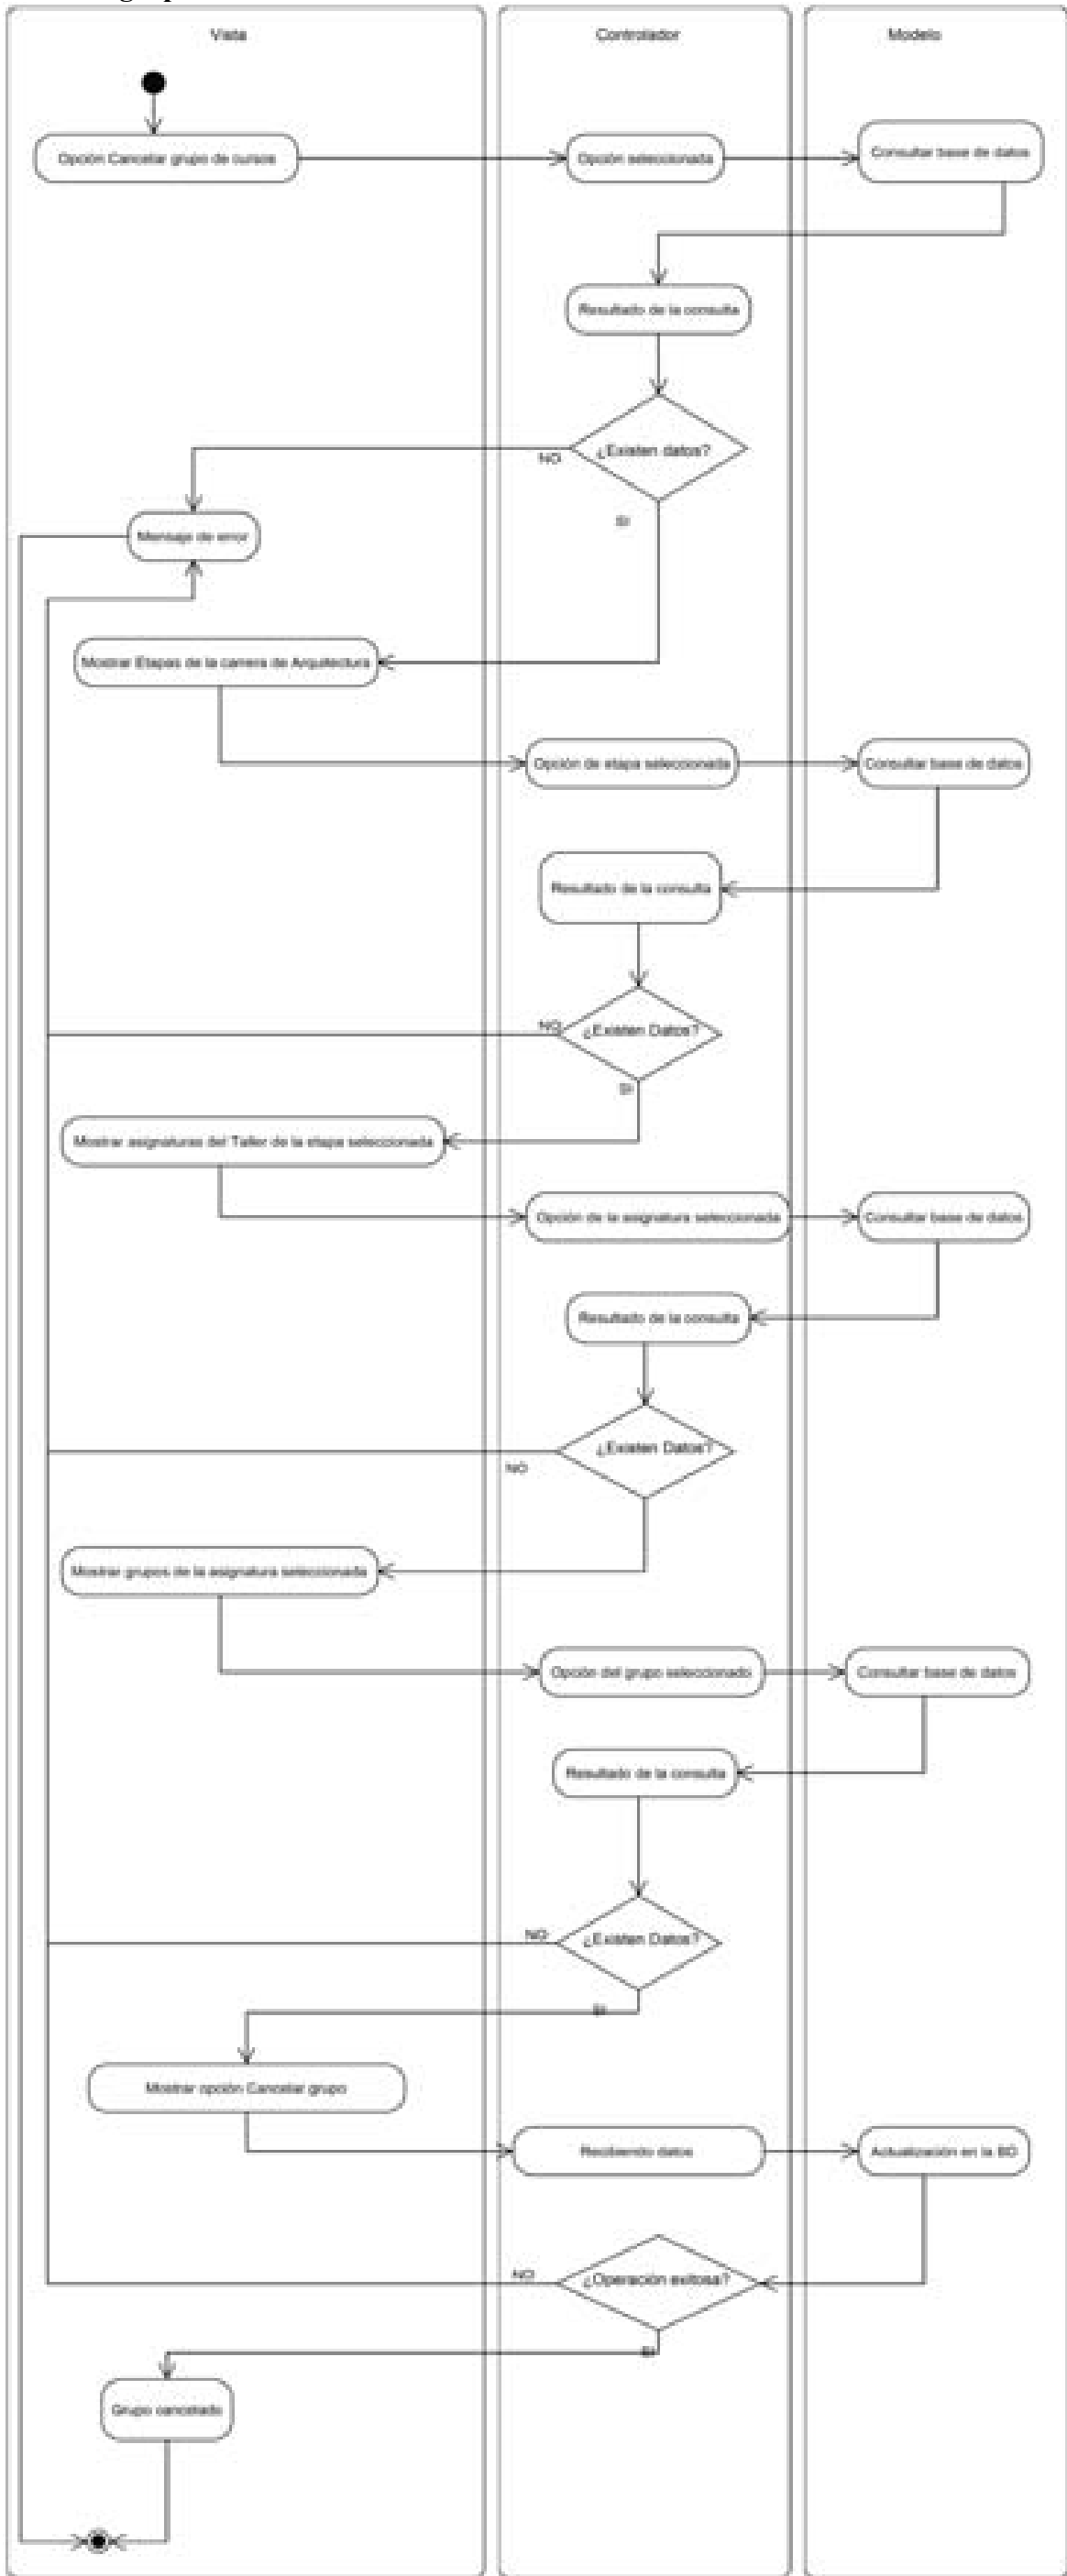 Vista
Controlador
Modelo
Opción Cancelar grupo de cursos
Opción seleccionada
Consultar base de datos
Resultado de la consulta
¿Existen datos?
NO
SI
Mensaje de error
Mostrar Etapas de la carrera de Arquitectura
Opción de etapa seleccionada
Consultar base de datos
Resultado de la consulta
¿Existen Datos?
NO
SI
Mostrar asignaturas del Taller de la etapa seleccionada
Opción de la asignatura seleccionada
Consultar base de datos
Resultado de la consulta
¿Existen Datos?
NO
Mostrar grupos de la asignatura seleccionada
Opción del grupo seleccionado
Consultar base de datos
Resultado de la consulta
¿Existen Datos?
NO
SI
Mostrar opción Cancelar grupo
Recibiendo datos
Actualización en la BD
¿Operación exitosa?
NO
SI
Grupo cancelado